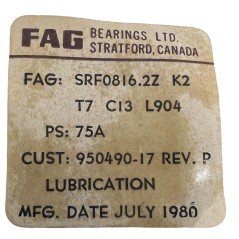 FAG BEARINGS LTD.
STRATFORD, CANADA
FAG: SRF0816.2Z K2
T7 C13 L904
PS: 75A
CUST: 950490-17 REV. P
LUBRICATION
MFG. DATE JULY 1980